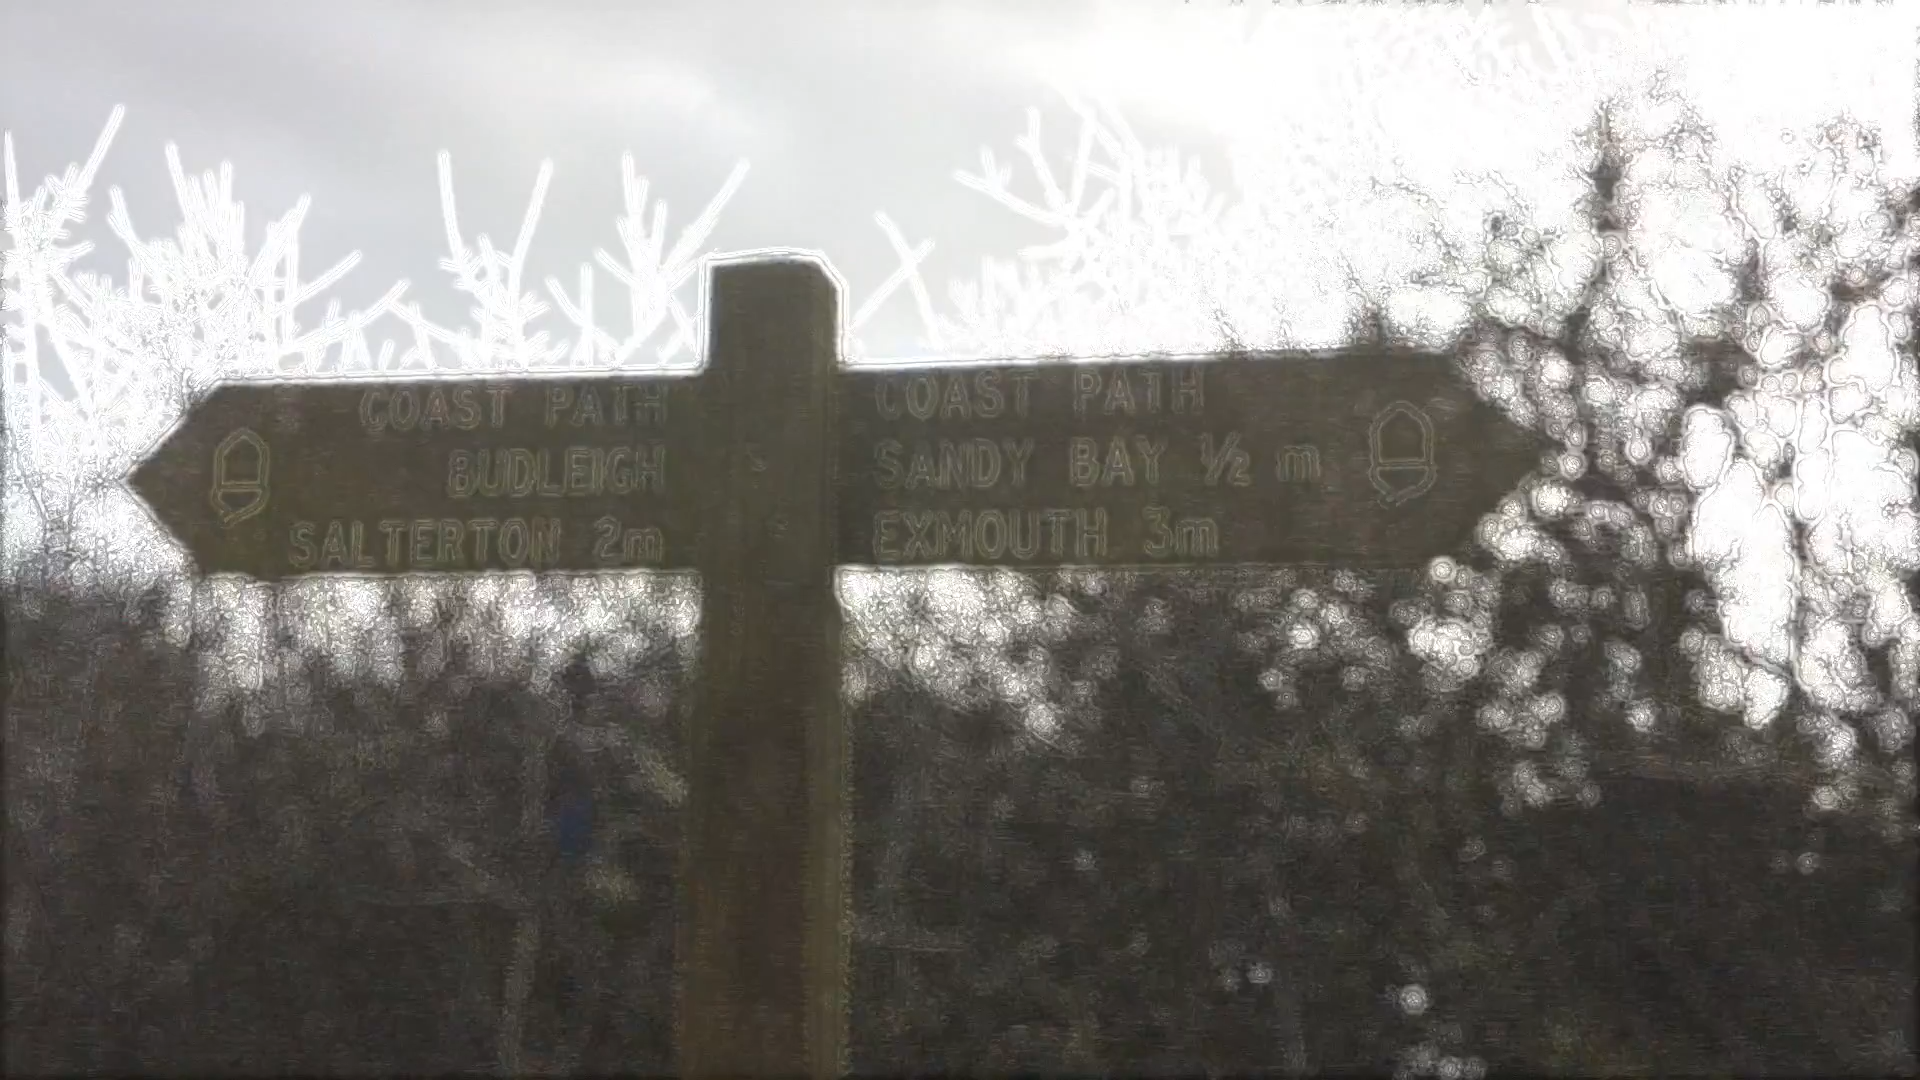 COAST PATH
BUDLEIGH
SALTERTON 2m
COAST PATH
SANDY BAY ½ m
EXMOUTH 3m